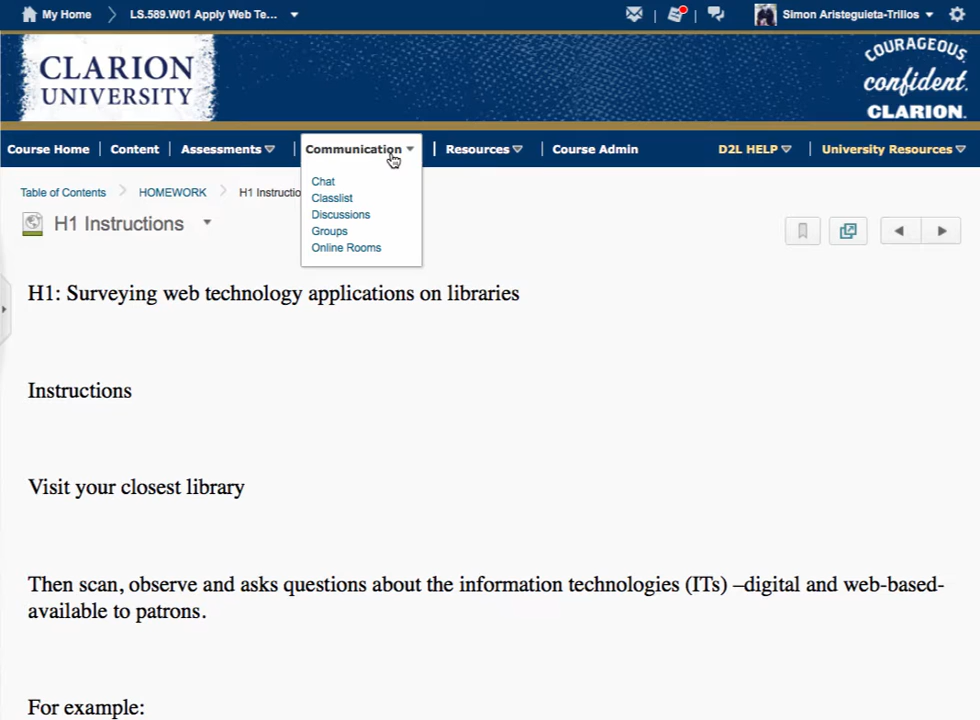 My Home LS.589.W01 Apply Web Te... Simon Aristeguieta-Trillos
CLARION
UNIVERSITY
COURAGEOUS.
confident.
CLARION.
Course Home Content Assessments Communication Resources Course Admin D2L HELP University Resources
Chat
Classlist
Discussions
Groups
Online Rooms
Table of Contents HOMEWORK H1 Instructio
H1 Instructions
H1: Surveying web technology applications on libraries
Instructions
Visit your closest library
Then scan, observe and asks questions about the information technologies (ITs) –digital and web-based-
available to patrons.
For example: